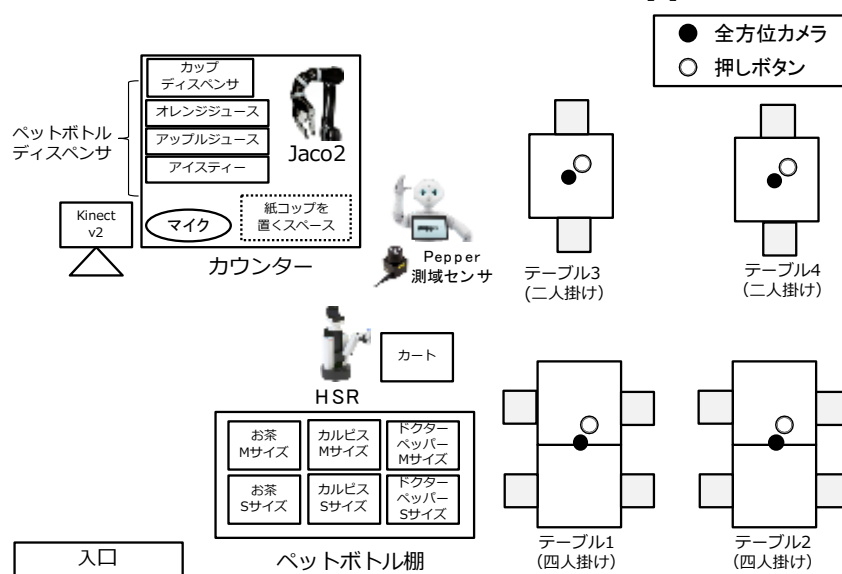 全方位カメラ
押しボタン
カップ
ディスペンサ
オレンジジュース
アップルジュース
アイスティー
ペットボトル
ディスペンサ
Jaco2
Kinect
v2
マイク
紙コップを
置くスペース
カウンター
Pepper
測域センサ
テーブル3
(二人掛け)
テーブル4
(二人掛け)
カート
HSR
お茶
Mサイズ
カルピス
Mサイズ
ドクター
ペッパー
Mサイズ
お茶
Sサイズ
カルピス
Sサイズ
ドクター
ペッパー
Sサイズ
ペットボトル棚
入口
テーブル1
(四人掛け)
テーブル2
(四人掛け)